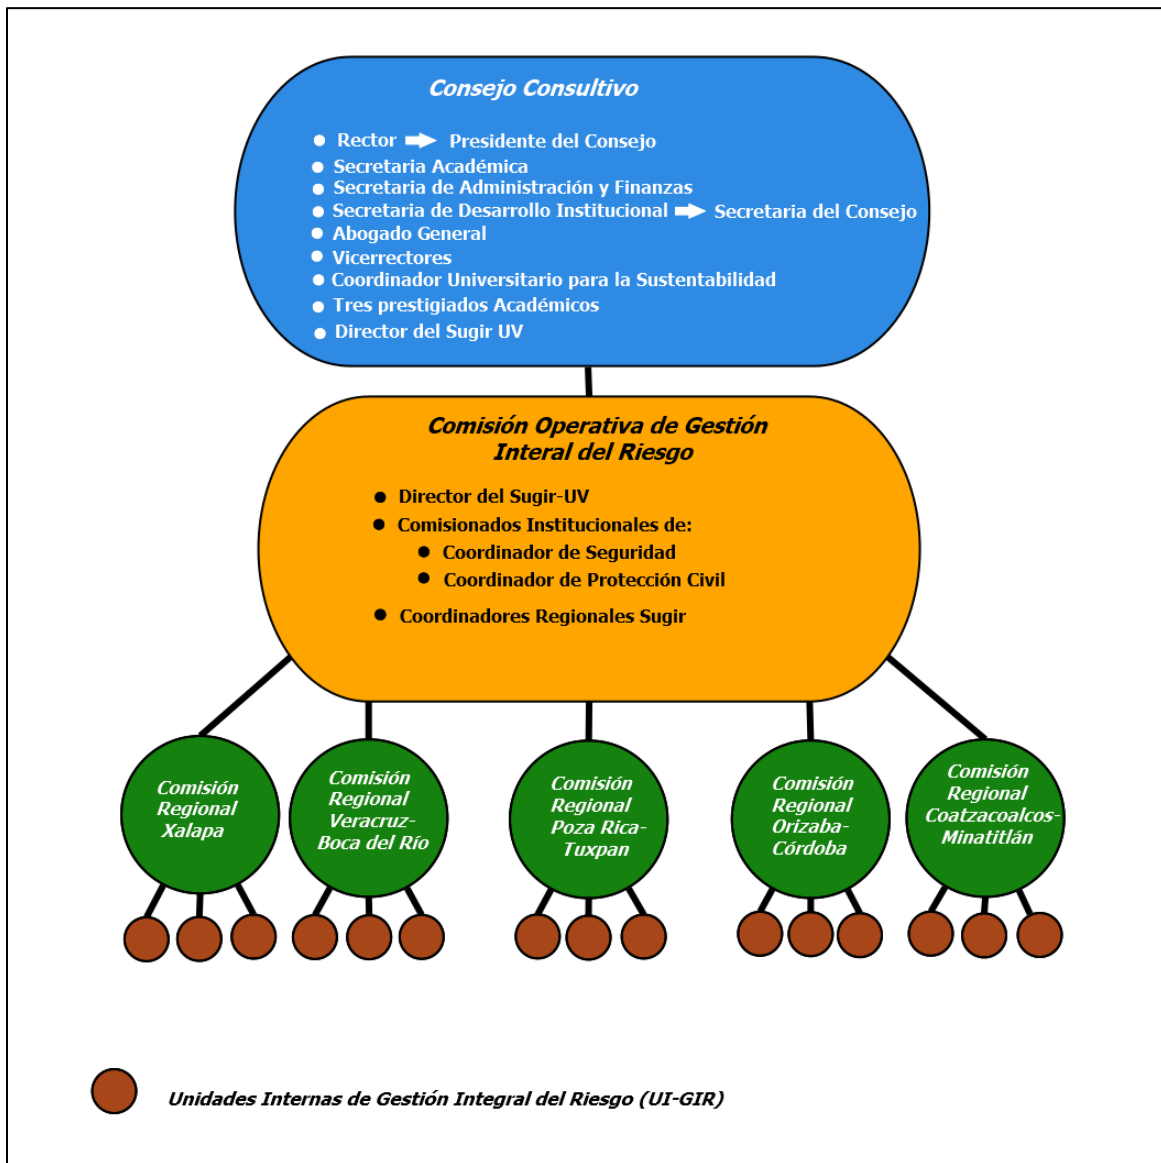 Consejo Consultivo
Rector Presidente del Consejo
Secretaria Académica
Secretaria de Administración y Finanzas
Secretaria de Desarrollo Institucional Secretaria del Consejo
Abogado General
Vicerrectores
Coordinador Universitario para la Sustentabilidad
Tres prestigiados Académicos
Director del Sugir UV
Comisión Operativa de Gestión
Interal del Riesgo
Director del Sugir-UV
Comisionados Institucionales de:
Coordinador de Seguridad
Coordinador de Protección Civil
Coordinadores Regionales Sugir
Comisión
Regional
Xalapa
Comisión
Regional
Veracruz-
Boca del Río
Comisión
Regional
Poza Rica-
Tuxpan
Comisión
Regional
Orizaba-
Córdoba
Comisión
Regional
Coatzacoalcos-
Minatitlán
Unidades Internas de Gestión Integral del Riesgo (UI-GIR)